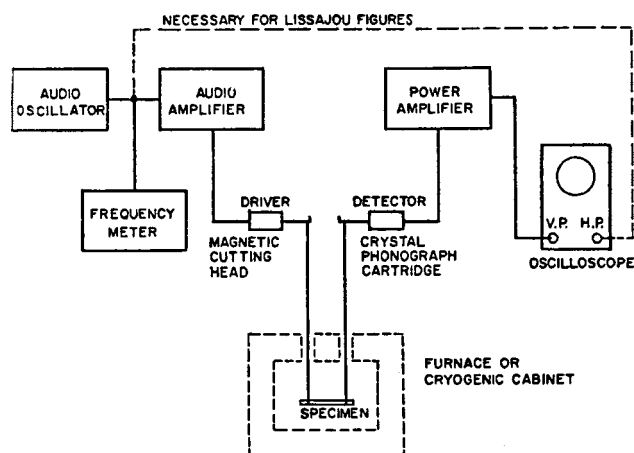 NECESSARY FOR LISSAJOU FIGURES
AUDIO
OSCILLATOR
AUDIO
AMPLIFIER
POWER
AMPLIFIER
FREQUENCY
METER
DRIVER
MAGNETIC
CUTTING
HEAD
DETECTOR
CRYSTAL
PHONOGRAPH
CARTRIDGE
V.P. H.P.
OSCILLOSCOPE
FURNACE OR
CRYOGENIC CABINET
SPECIMEN